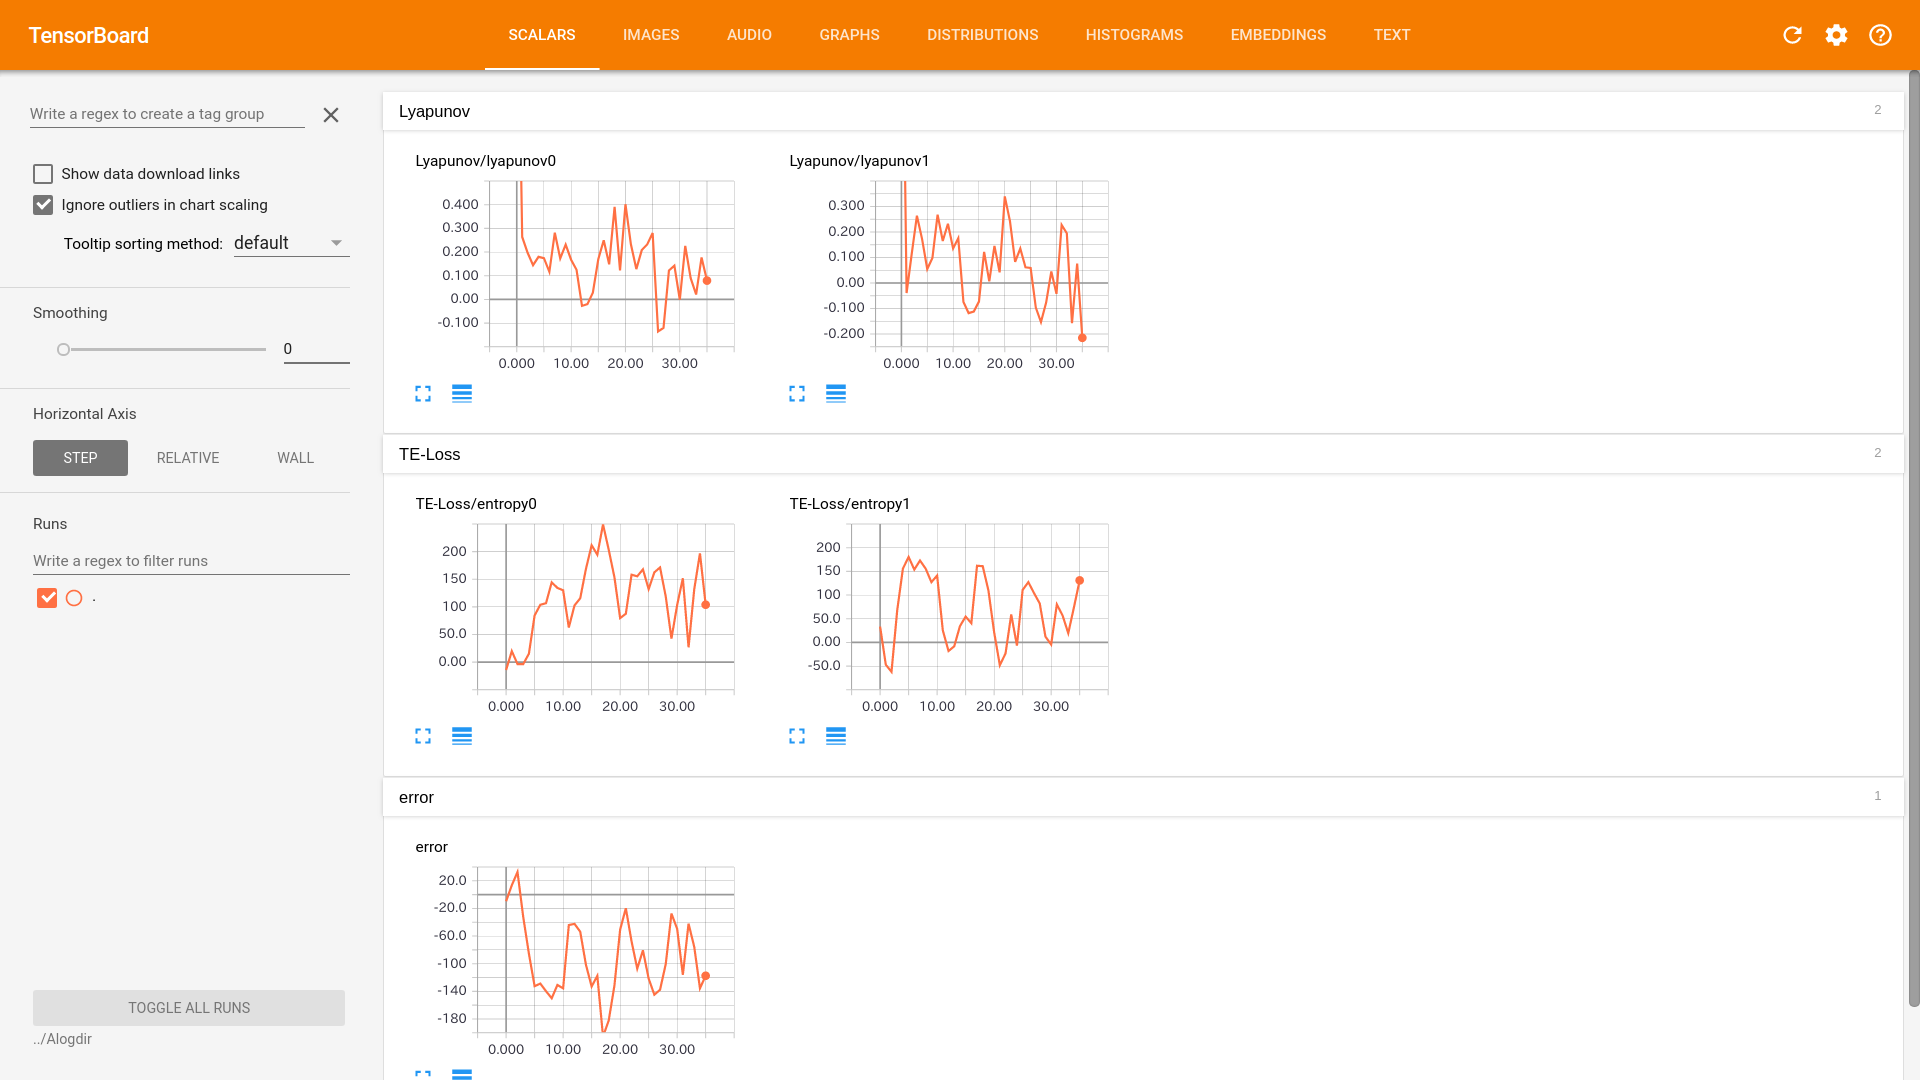 TensorBoard
SCALARS IMAGES AUDIO GRAPHS DISTRIBUTIONS HISTOGRAMS EMBEDDINGS TEXT
Write a regex to create a tag group
Show data download links
Ignore outliers in chart scaling
Tooltip sorting method: default
Smoothing
0
Horizontal Axis
STEP RELATIVE WALL
Runs
Write a regex to filter runs
.
TOGGLE ALL RUNS
../Alogdir
Lyapunov 2
Lyapunov/lyapunov0
0.400
0.300
0.200
0.100
0.00
-0.100
0.000 10.00 20.00 30.00
Lyapunov/lyapunov1
0.300
0.200
0.100
0.00
-0.100
-0.200
0.000 10.00 20.00 30.00
TE-Loss 2
TE-Loss/entropy0
200
150
100
50.0
0.00
0.000 10.00 20.00 30.00
TE-Loss/entropy1
200
150
100
50.0
0.00
-50.0
0.000 10.00 20.00 30.00
error 1
error
20.0
-20.0
-60.0
-100
-140
-180
0.000 10.00 20.00 30.00